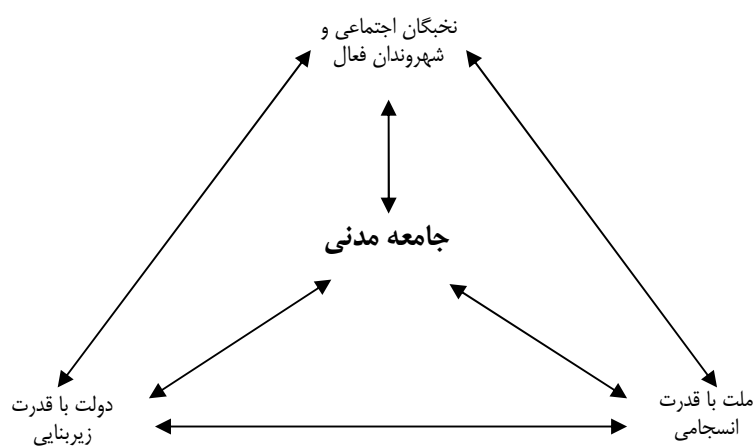 نخبگان اجتماعی و
شهروندان فعال
جامعه مدنی
ملت با قدرت
انسجامی
دولت با قدرت
زیربنایی